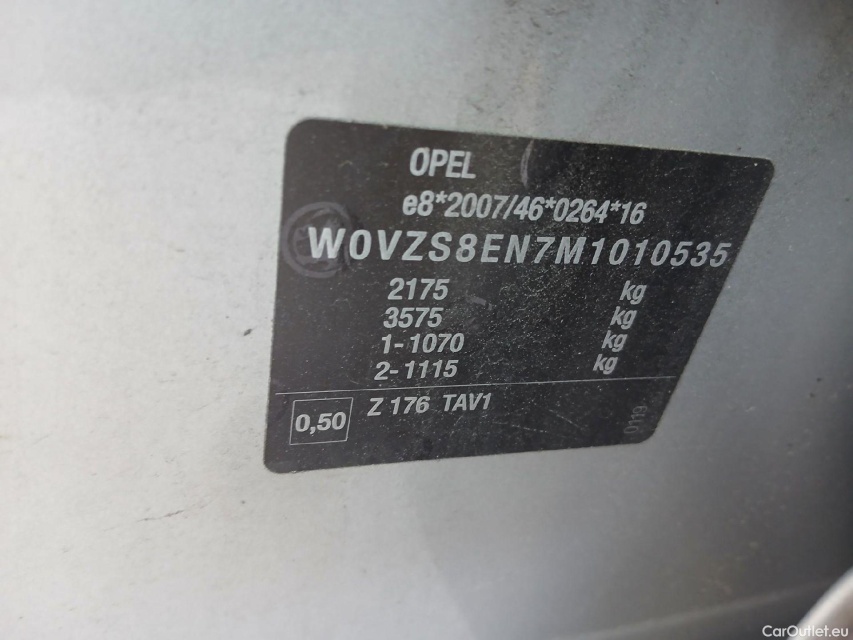 OPEL
e8*2007/46*0264*16
W0VZS8EN7M1010535
2175 kg
3575 kg
1-1070 kg
2-1115 kg
0,50 Z 176 TAV1
0119
CarOutlet.eu